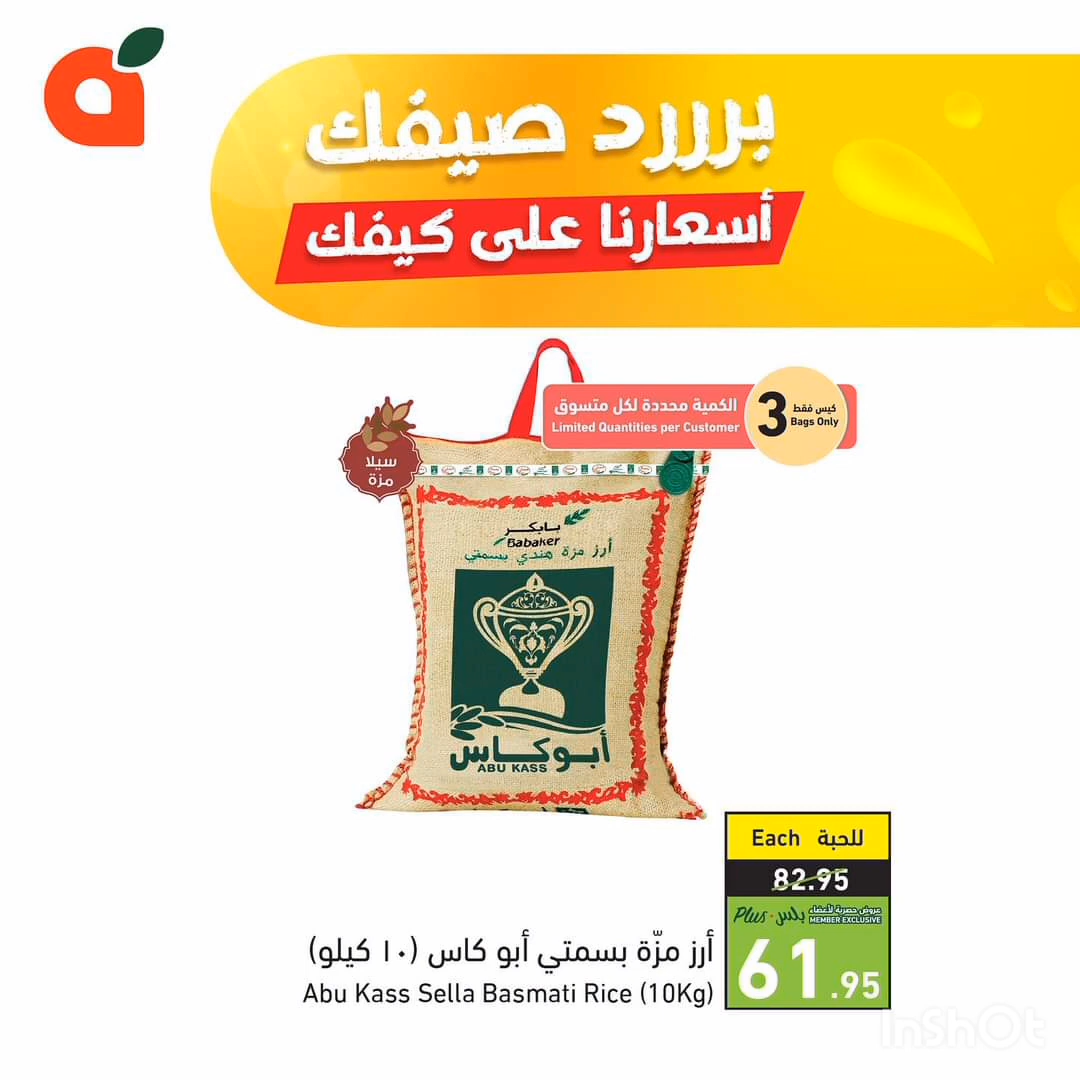 بررررد صيفك
أسعارنا على كيفك
الكمية محددة لكل متسوق
Limited Quantities per Customer
3
كيس فقط
Bags Only
سيلا
مزة
بابكر
Babaker
أرز مزة هندي بسمتي
أبو كاس
ABU KASS
Each للحبة
82.95
Plus بلس
عروض حصرية لأعضاء
MEMBER EXCLUSIVE
61.95
أرز مزّة بسمتي أبو كاس (١٠ كيلو)
Abu Kass Sella Basmati Rice (10Kg)
InShOt